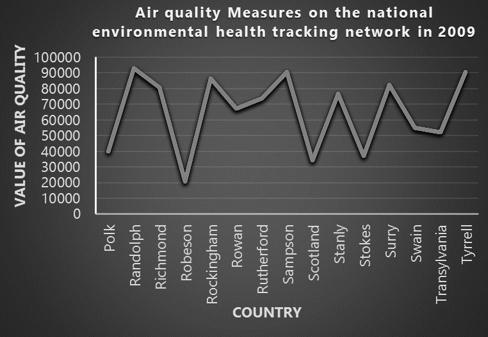 Air quality Measures on the national
environmental health tracking network in 2009
VALUE OF AIR QUALITY
100000
90000
80000
70000
60000
50000
40000
30000
20000
10000
0
Polk
Randolph
Richmond
Robeson
Rockingham
Rowan
Rutherford
Sampson
Scotland
Stanly
Stokes
Surry
Swain
Transylvania
Tyrrell
COUNTRY